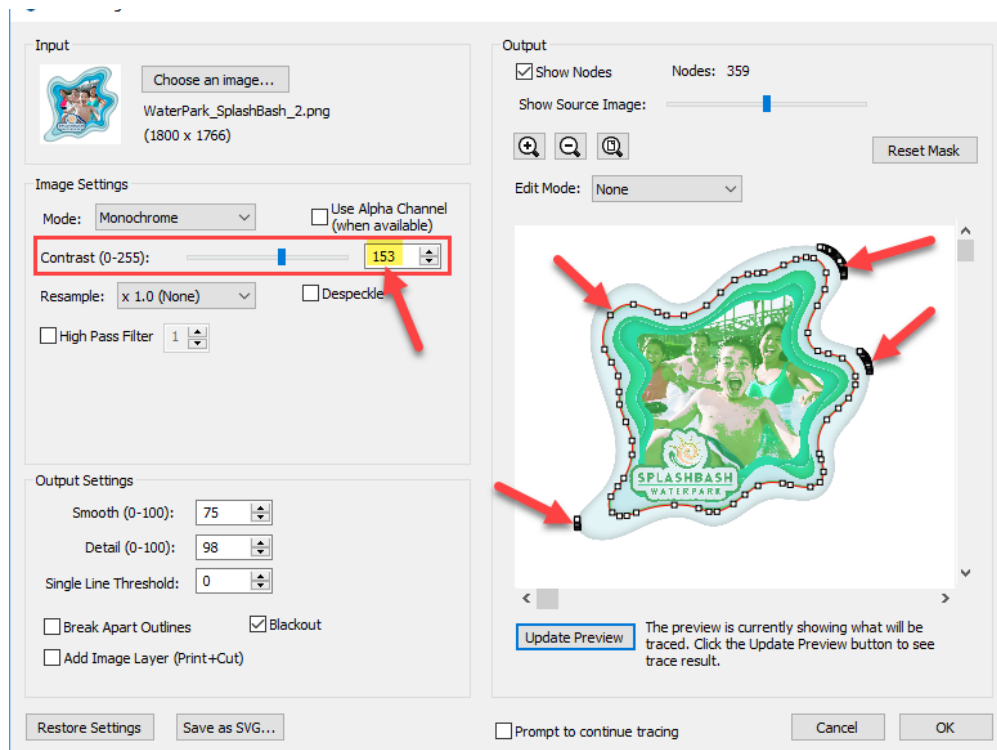 Input
Choose an image...
WaterPark_SplashBash_2.png
(1800 x 1766)
Image Settings
Mode: Monochrome
Use Alpha Channel
(when available)
Contrast (0-255): 153
Resample: x 1.0 (None) Despeckle
High Pass Filter 1
Output Settings
Smooth (0-100): 75
Detail (0-100): 98
Single Line Threshold: 0
Break Apart Outlines Blackout
Add Image Layer (Print+Cut)
Restore Settings Save as SVG...
Output
Show Nodes Nodes: 359
Show Source Image:
Reset Mask
Edit Mode: None
SPLASHBASH
WATERPARK
Update Preview
The preview is currently showing what will be
traced. Click the Update Preview button to see
trace result.
Prompt to continue tracing Cancel OK